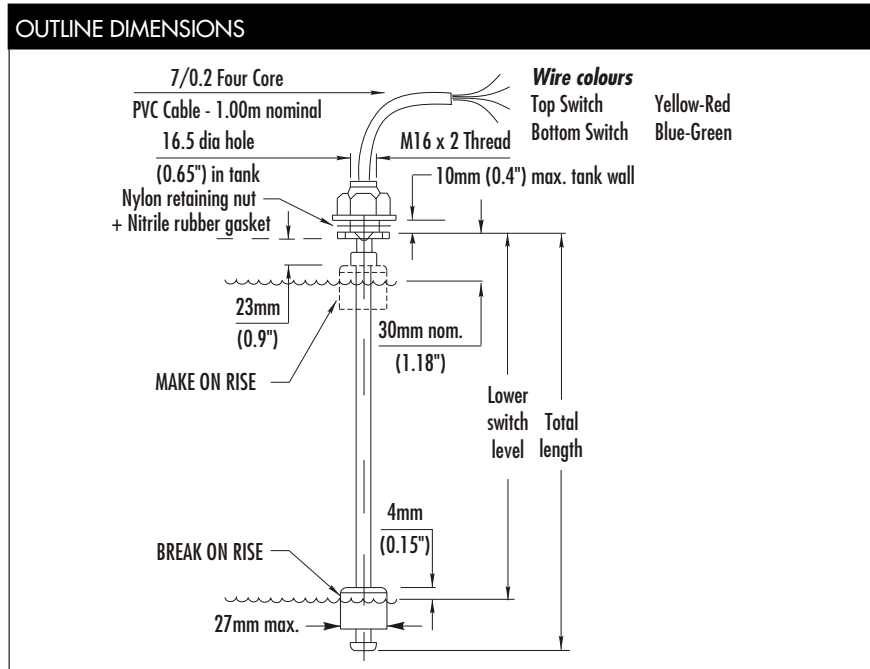 OUTLINE DIMENSIONS
7/0.2 Four Core
PVC Cable - 1.00m nominal
Wire colours
Top Switch Yellow-Red
Bottom Switch Blue-Green
16.5 dia hole
(0.65") in tank
M16 x 2 Thread
10mm (0.4") max. tank wall
Nylon retaining nut
+ Nitrile rubber gasket
23mm
(0.9")
30mm nom.
(1.18")
MAKE ON RISE
Lower
switch
level
Total
length
4mm
(0.15")
BREAK ON RISE
27mm max.